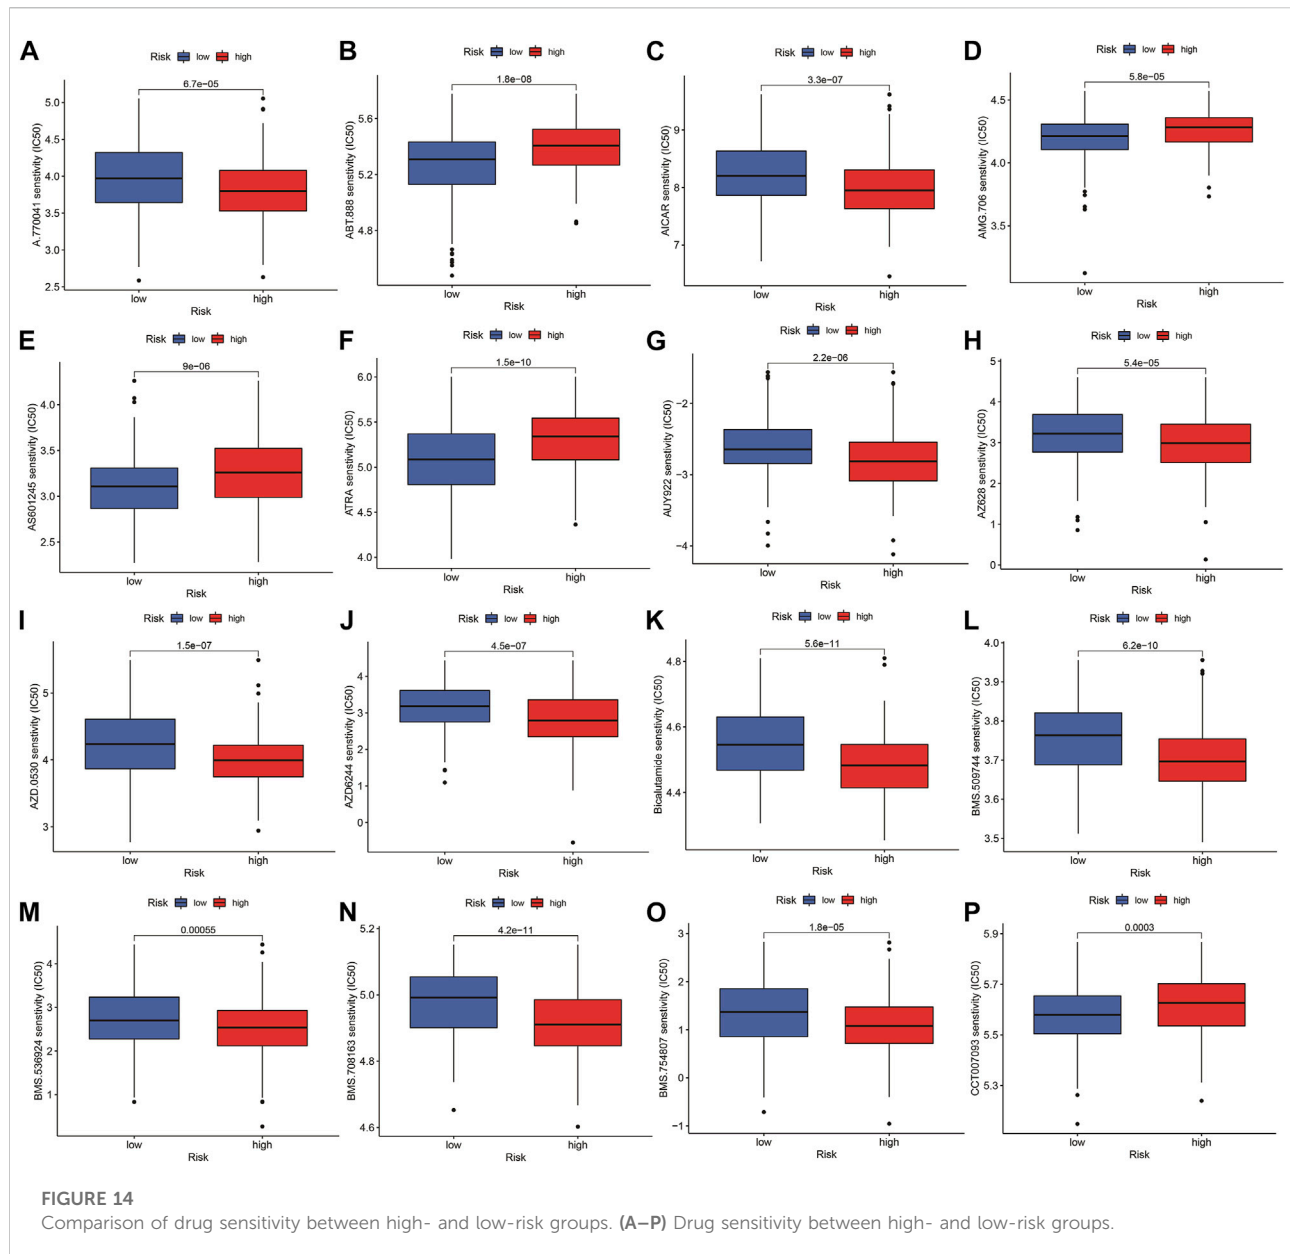 A
Risk low high
6.7e−05
A.770041 senstivity (IC50)
5.0
4.5
4.0
3.5
3.0
2.5
low high
Risk
B
Risk low high
1.8e−08
ABT.888 senstivity (IC50)
5.6
5.2
4.8
low high
Risk
C
Risk low high
3.3e−07
AICAR senstivity (IC50)
9
8
7
low high
Risk
D
Risk low high
5.8e−05
AMG.706 senstivity (IC50)
4.5
4.0
3.5
low high
Risk
E
Risk low high
9e−06
AS601245 senstivity (IC50)
4.0
3.5
3.0
2.5
low high
Risk
F
Risk low high
1.5e−10
ATRA senstivity (IC50)
6.0
5.5
5.0
4.5
4.0
low high
Risk
G
Risk low high
2.2e−06
AUY922 senstivity (IC50)
−2
−3
−4
low high
Risk
H
Risk low high
5.4e−05
AZ628 senstivity (IC50)
5
4
3
2
1
0
low high
Risk
I
Risk low high
1.5e−07
AZD.0530 senstivity (IC50)
5
4
3
low high
Risk
J
Risk low high
4.5e−07
AZD6244 senstivity (IC50)
4
3
2
1
0
low high
Risk
K
Risk low high
5.6e−11
Bicalutamide senstivity (IC50)
4.8
4.6
4.4
low high
Risk
L
Risk low high
6.2e−10
BMS.509744 senstivity (IC50)
4.0
3.9
3.8
3.7
3.6
3.5
low high
Risk
M
Risk low high
0.00055
BMS.536924 senstivity (IC50)
4
3
2
1
low high
Risk
N
Risk low high
4.2e−11
BMS.708163 senstivity (IC50)
5.2
5.0
4.8
4.6
low high
Risk
O
Risk low high
1.8e−05
BMS.754807 senstivity (IC50)
3
2
1
0
−1
low high
Risk
P
Risk low high
0.0003
CCT007093 senstivity (IC50)
5.9
5.7
5.5
5.3
low high
Risk
FIGURE 14
Comparison of drug sensitivity between high- and low-risk groups. (A–P) Drug sensitivity between high- and low-risk groups.